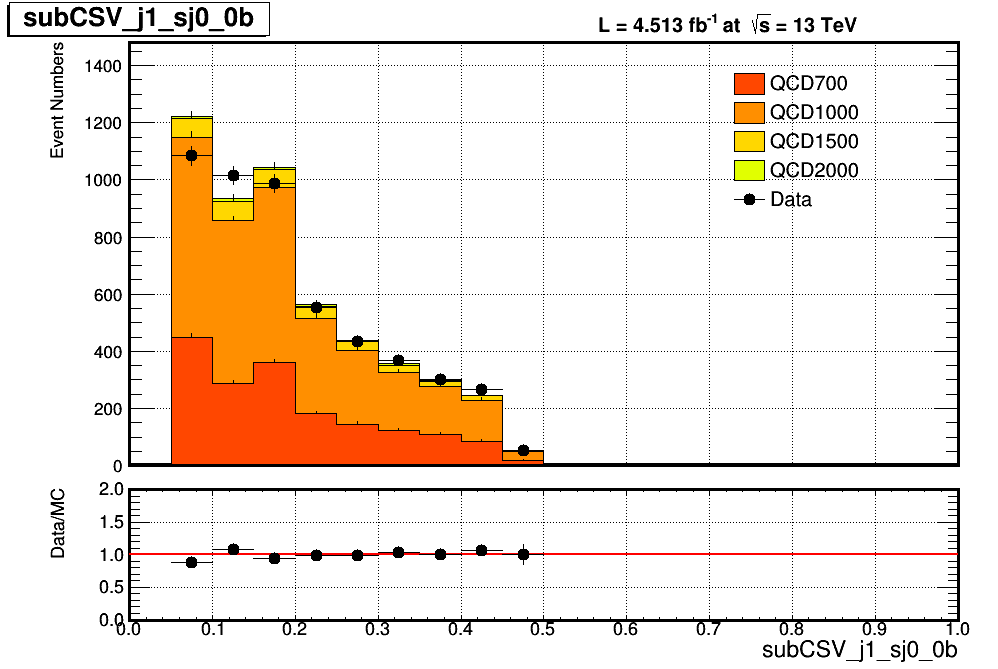 subCSV_j1_sj0_0b
L = 4.513 fb⁻¹ at √s = 13 TeV
Event Numbers
1400
1200
1000
800
600
400
200
0
QCD700
QCD1000
QCD1500
QCD2000
Data
Data/MC
2.0
1.5
1.0
0.5
0.0
0.0 0.1 0.2 0.3 0.4 0.5 0.6 0.7 0.8 0.9 1.0
subCSV_j1_sj0_0b